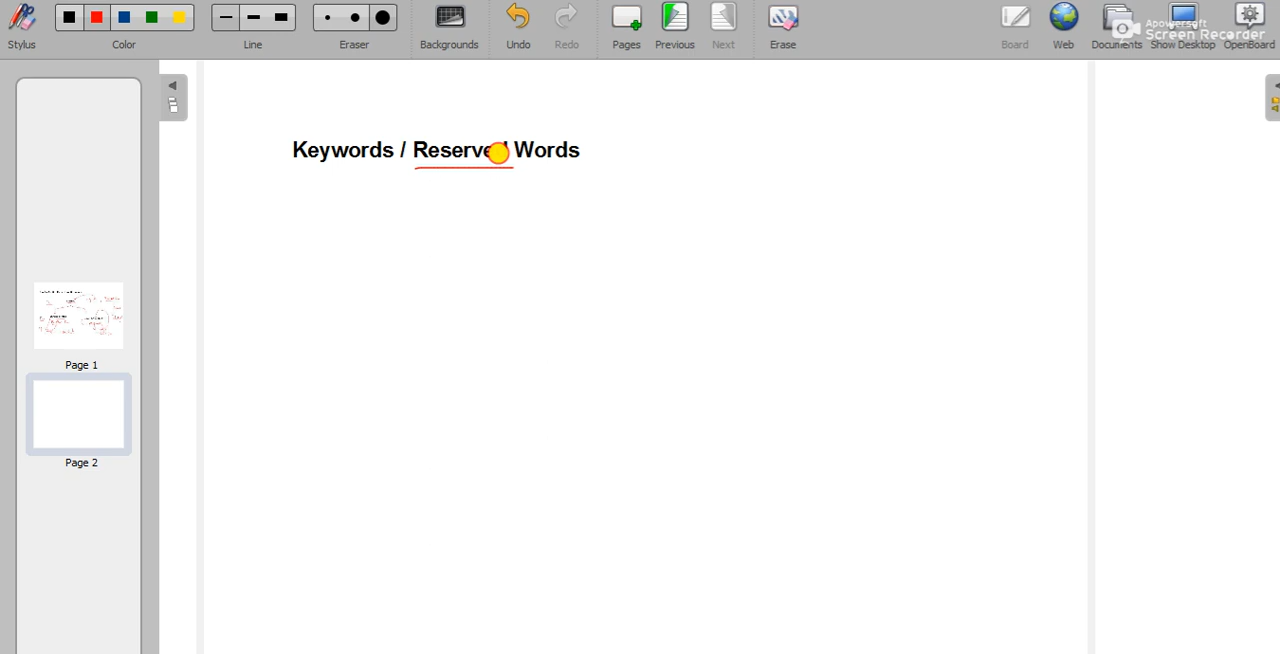 Stylus
Color
Line
Eraser
Backgrounds
Undo
Redo
Pages
Previous
Next
Erase
Board
Web
Documents
Show Desktop
OpenBoard
Apowersoft
Screen Recorder
Keywords / Reserved Words
Page 1
Page 2